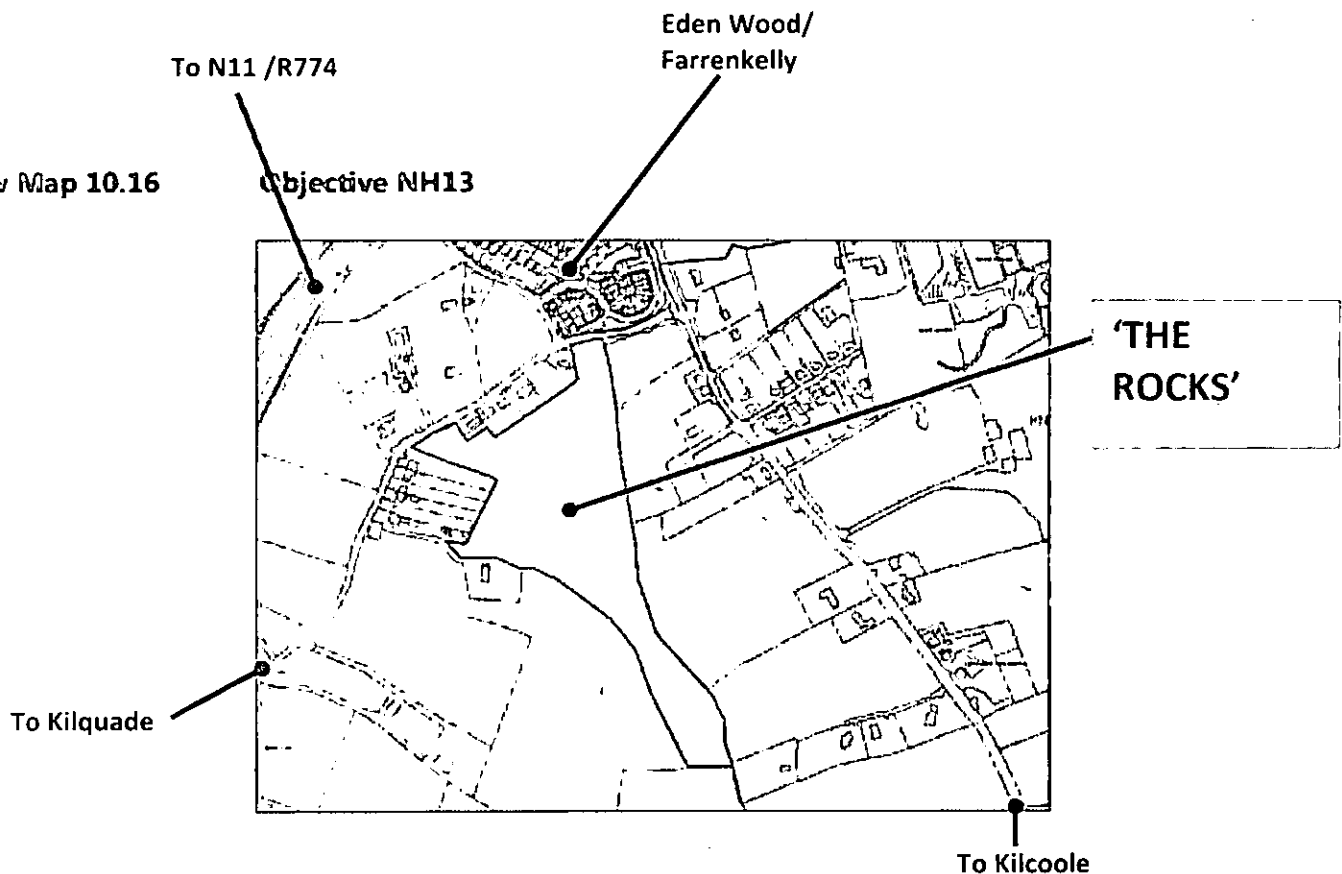 Eden Wood/
Farrenkelly
To N11 /R774
Map 10.16 Objective NH13
'THE
ROCKS'
To Kilquade
To Kilcoole